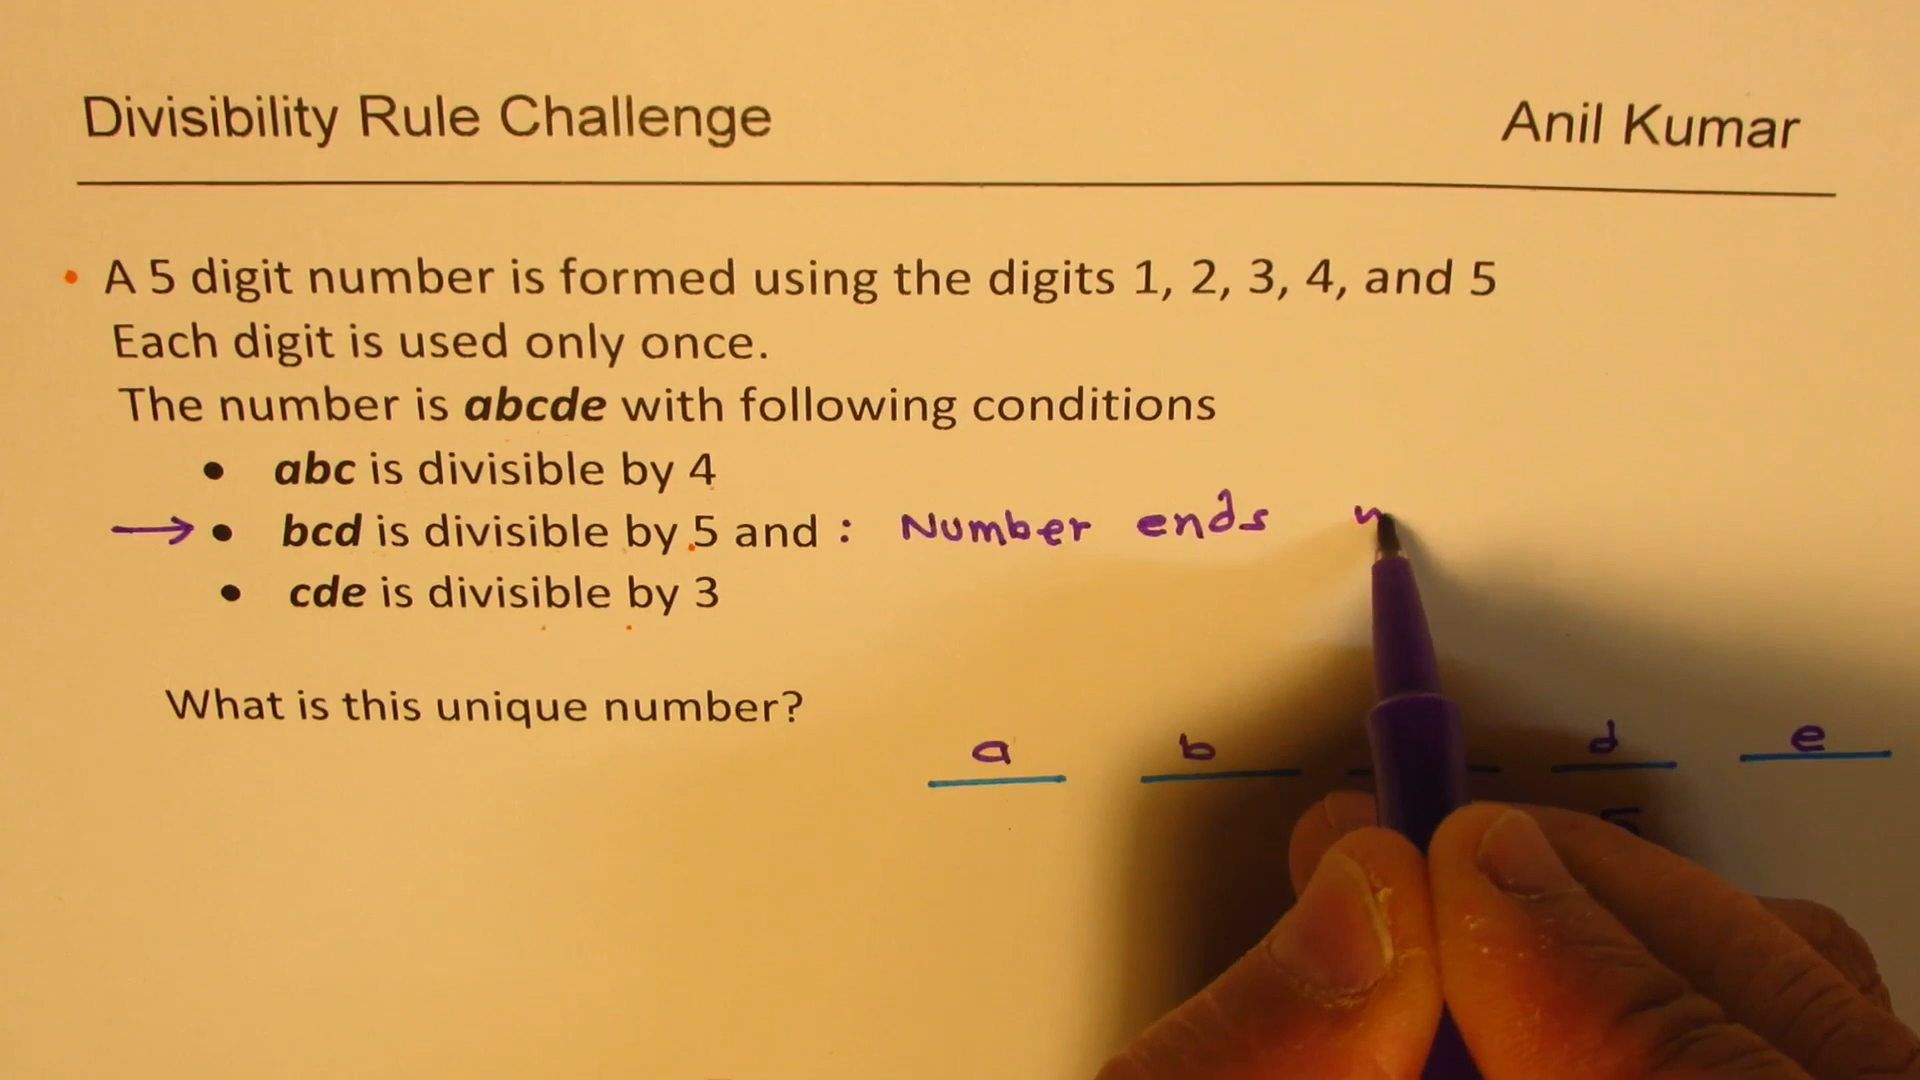 Divisibility Rule Challenge Anil Kumar
• A 5 digit number is formed using the digits 1, 2, 3, 4, and 5
Each digit is used only once.
The number is abcde with following conditions
• abc is divisible by 4
→ • bcd is divisible by 5 and : Number ends
• cde is divisible by 3
What is this unique number?
a b d e